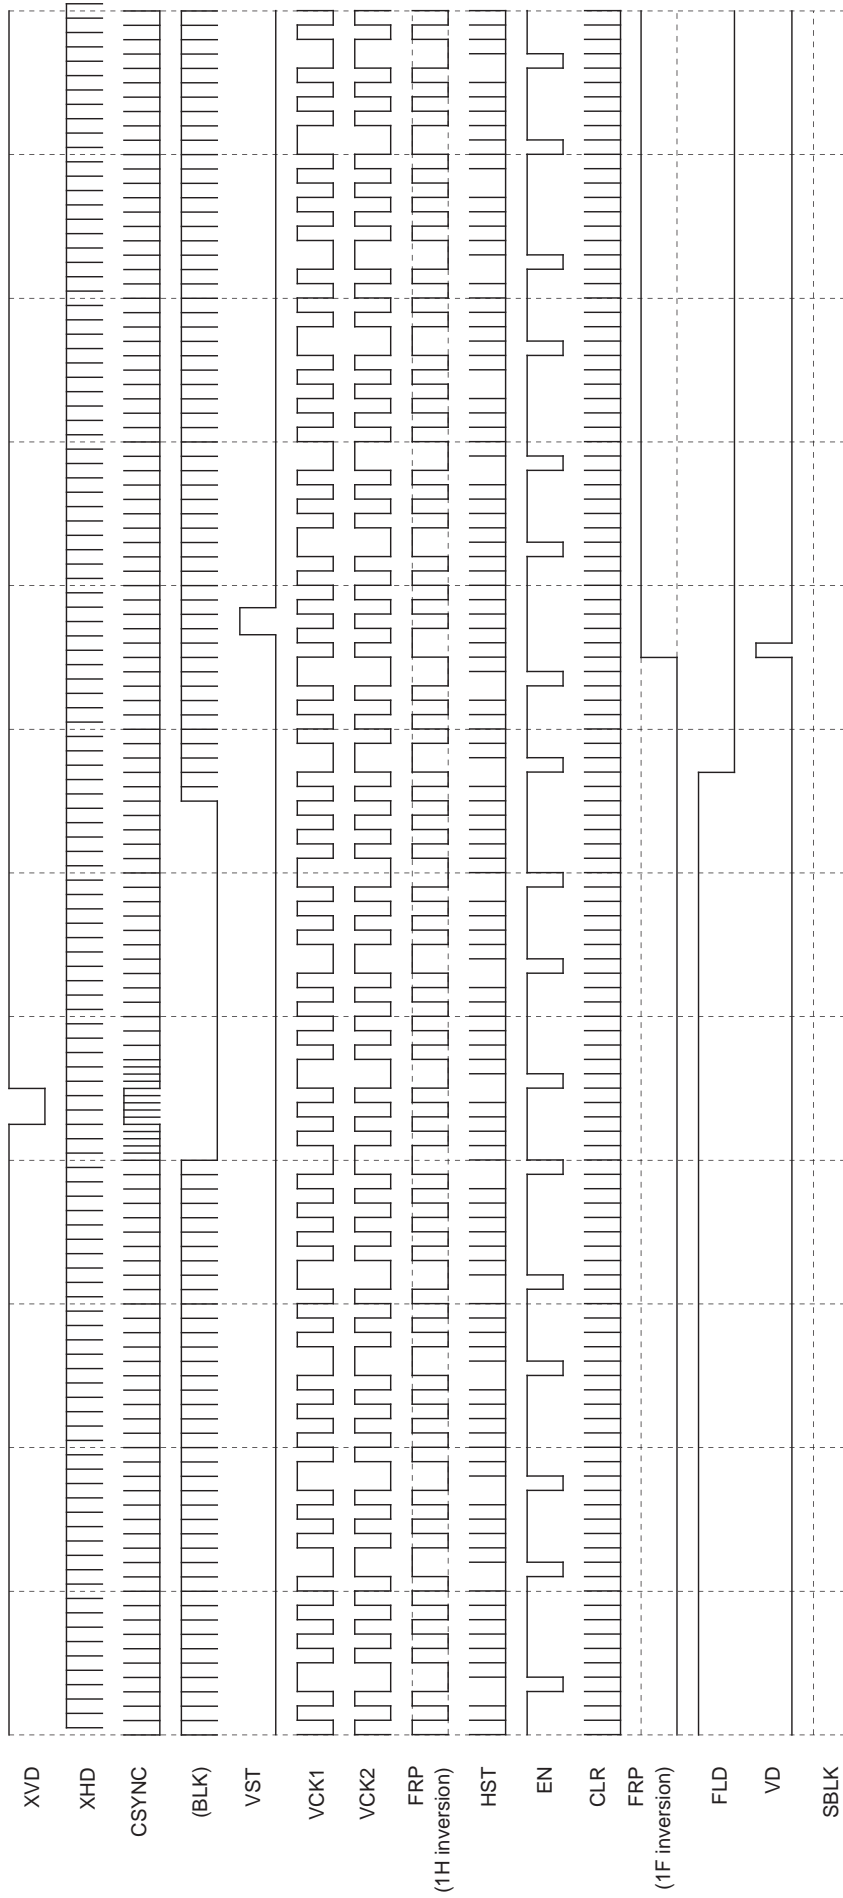 XVD
XHD
CSYNC
(BLK)
VST
VCK1
VCK2
FRP
(1H inversion)
HST
EN
CLR
FRP
(1F inversion)
FLD
VD
SBLK